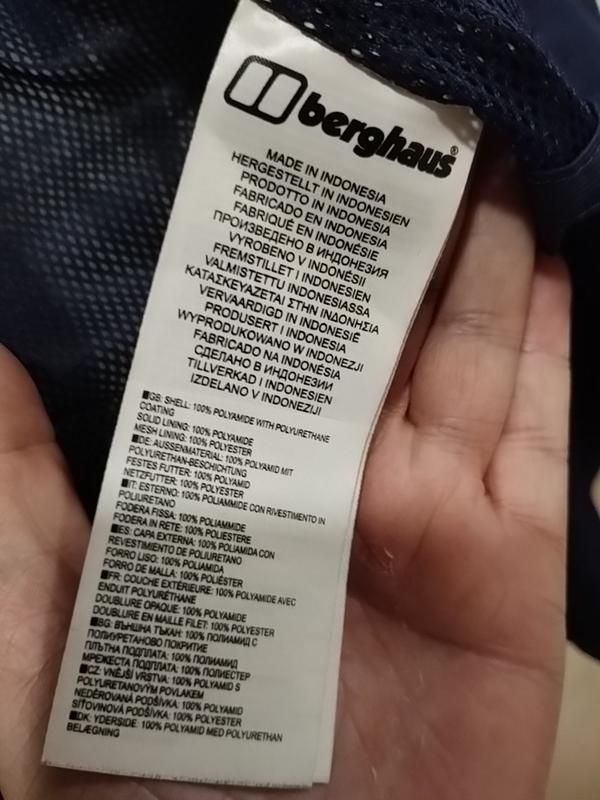 berghaus®
MADE IN INDONESIA
HERGESTELLT IN INDONESIEN
PRODOTTO IN INDONESIA
FABRICADO EN INDONESIA
FABRIQUÉ EN INDONÉSIE
ПРОИЗВЕДЕНО В ИНДОНЕЗИЯ
VYROBENO V INDONÉSII
FREMSTILLET I INDONESIEN
VALMISTETTU INDONESIASSA
ΚΑΤΑΣΚΕΥΑΖΕΤΑΙ ΣΤΗΝ ΙΝΔΟΝΗΣΙΑ
VERVAARDIGD IN INDONESIË
PRODUSERT I INDONESIA
WYPRODUKOWANO W INDONEZJI
FABRICADO NA INDONÉSIA
СДЕЛАНО В ИНДОНЕЗИИ
TILLVERKAD I INDONESIEN
IZDELANO V INDONEZIJI
■GB: SHELL: 100% POLYAMIDE WITH POLYURETHANE
COATING
SOLID LINING: 100% POLYAMIDE
MESH LINING: 100% POLYESTER
■DE: AUSSENMATERIAL: 100% POLYAMID MIT
POLYURETHAN-BESCHICHTUNG
FESTES FUTTER: 100% POLYAMID
NETZFUTTER: 100% POLYESTER
■IT: ESTERNO: 100% POLIAMMIDE CON RIVESTIMENTO IN
POLIURETANO
FODERA FISSA: 100% POLIAMMIDE
FODERA IN RETE: 100% POLIESTERE
■ES: CAPA EXTERNA: 100% POLIAMIDA CON
REVESTIMENTO DE POLIURETANO
FORRO LISO: 100% POLIAMIDA
FORRO DE MALLA: 100% POLIÉSTER
■FR: COUCHE EXTÉRIEURE: 100% POLYAMIDE AVEC
ENDUIT POLYURÉTHANE
DOUBLURE OPAQUE: 100% POLYAMIDE
DOUBLURE EN MAILLE FILET: 100% POLYESTER
■BG: ВЪНШНА ТЪКАН: 100% ПОЛИАМИД С
ПОЛИУРЕТАНОВО ПОКРИТИЕ
ПЛЪТНА ПОДПЛАТА: 100% ПОЛИАМИД
МРЕЖЕСТА ПОДПЛАТА: 100% ПОЛИЕСТЕР
■CZ: VNĚJŠÍ VRSTVA: 100% POLYAMID S
POLYURETANOVÝM POVLAKEM
NEDĚROVANÁ PODŠÍVKA: 100% POLYAMID
SÍŤOVINOVÁ PODŠÍVKA: 100% POLYESTER
■DK: YDERSIDE: 100% POLYAMID MED POLYURETHAN
BELÆGNING